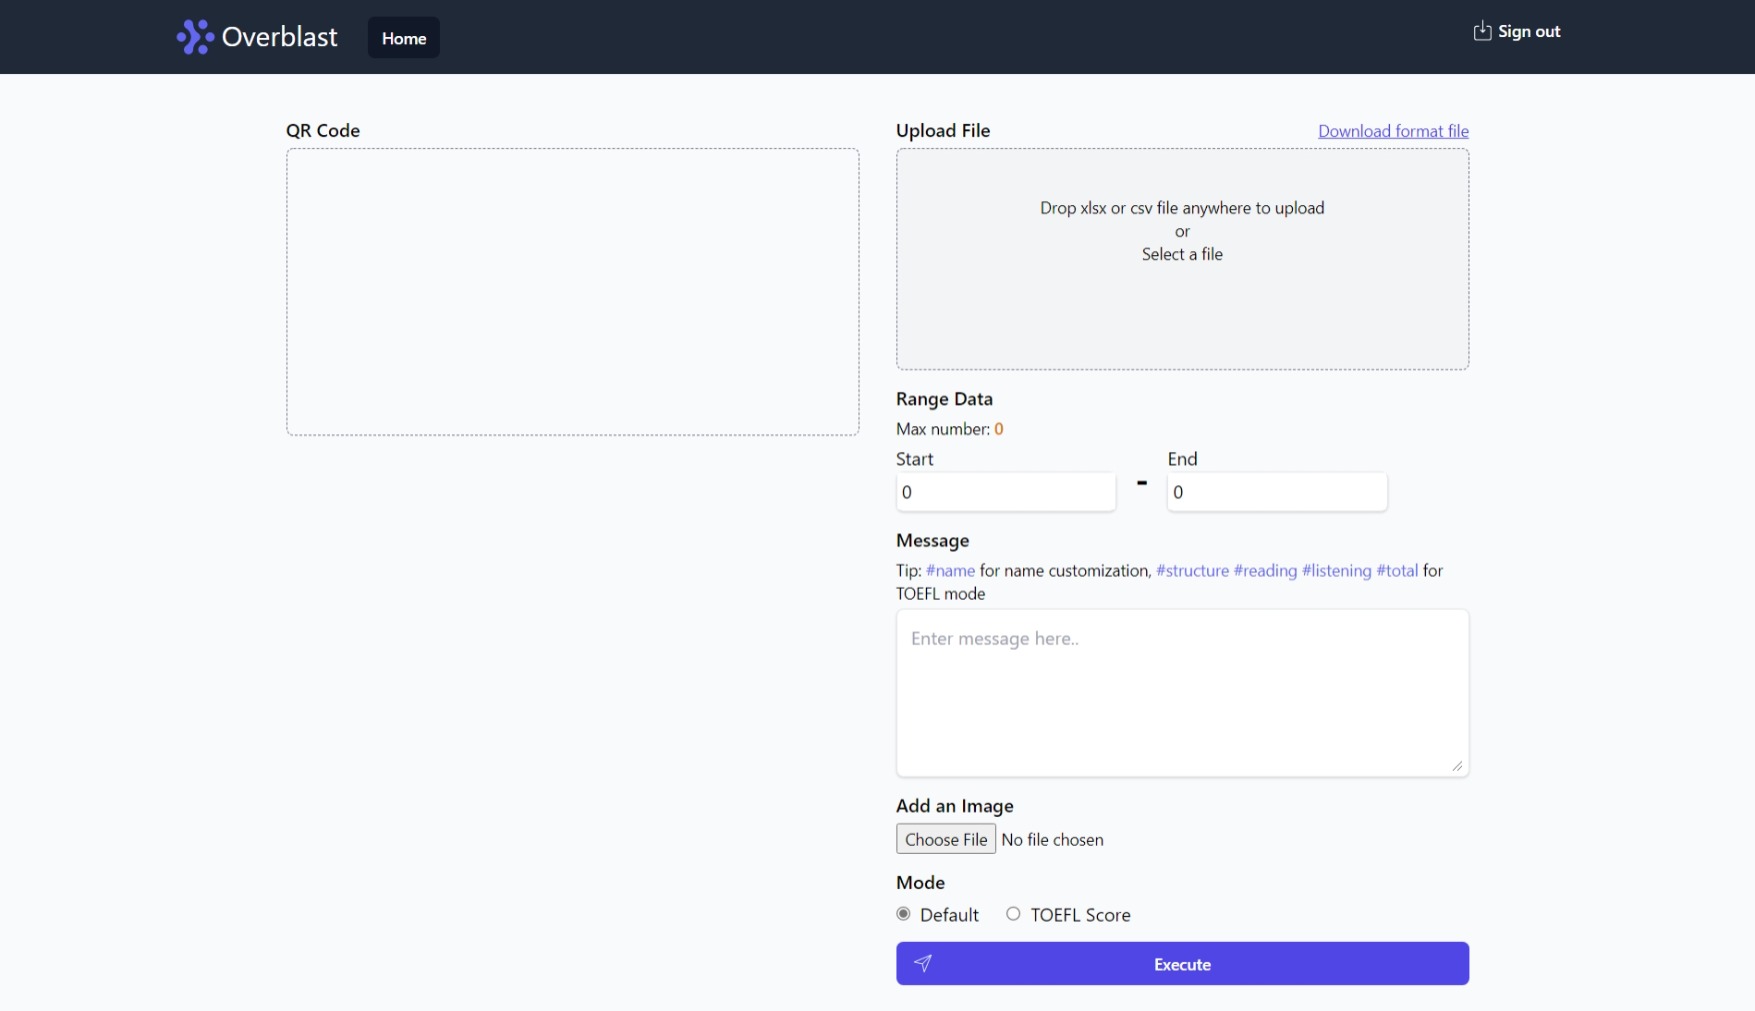 Overblast
Home
Sign out
QR Code
Upload File
Download format file
Drop xlsx or csv file anywhere to upload
or
Select a file
Range Data
Max number: 0
Start
End
0
-
0
Message
Tip: #name for name customization, #structure #reading #listening #total for
TOEFL mode
Enter message here..
Add an Image
Choose File No file chosen
Mode
Default
TOEFL Score
Execute